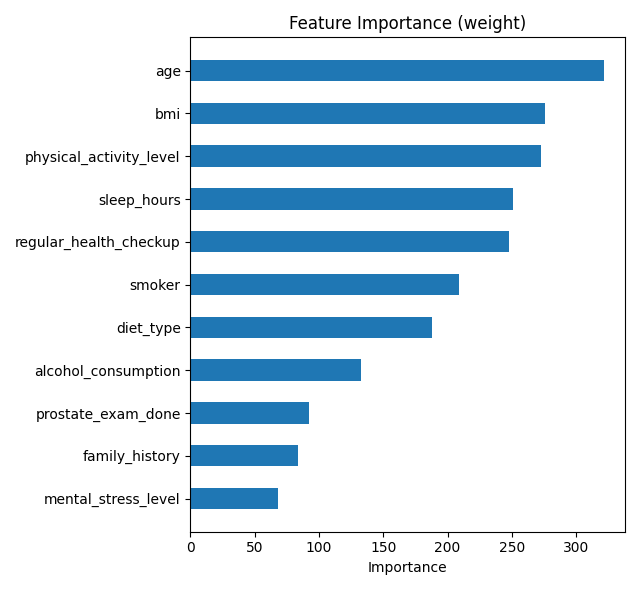 Feature Importance (weight)
age
bmi
physical_activity_level
sleep_hours
regular_health_checkup
smoker
diet_type
alcohol_consumption
prostate_exam_done
family_history
mental_stress_level
0 50 100 150 200 250 300
Importance